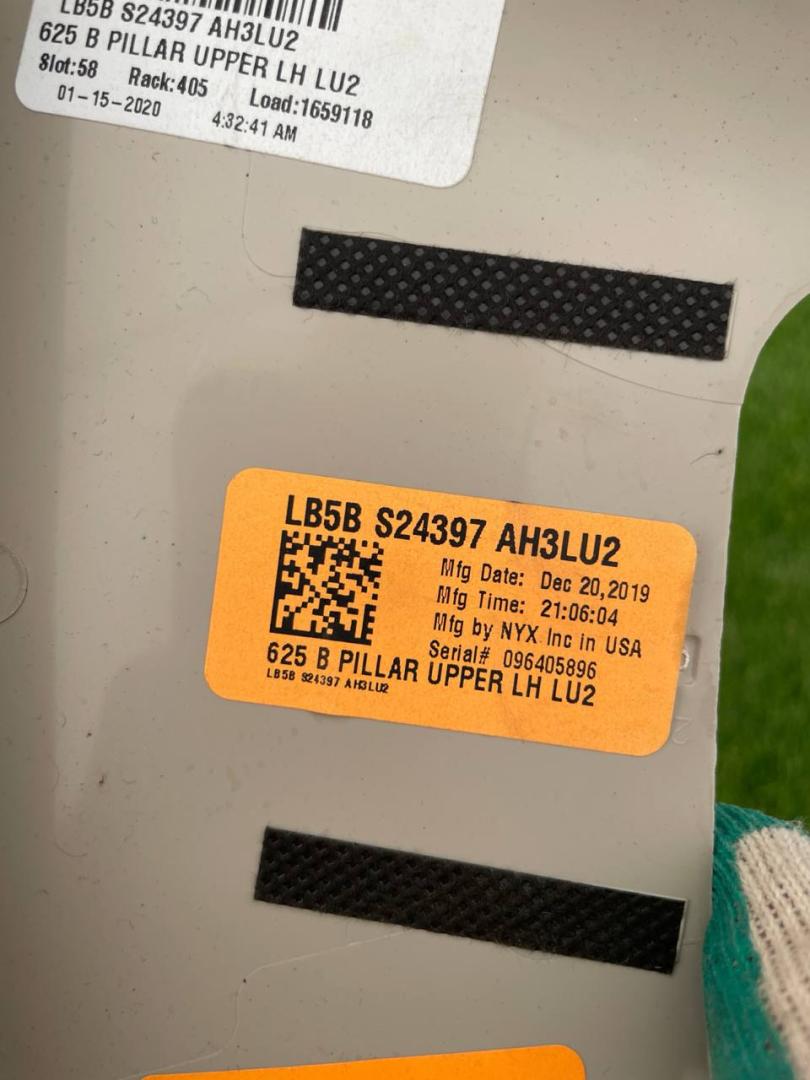 LB5B S24397 AH3LU2
625 B PILLAR UPPER LH LU2
Slot:58 Rack:405 Load:1659118
01-15-2020 4:32:41 AM
LB5B S24397 AH3LU2
Mfg Date: Dec 20,2019
Mfg Time: 21:06:04
Mfg by NYX Inc in USA
Serial# 096405896
625 B PILLAR UPPER LH LU2
LB5B S24397 AH3LU2